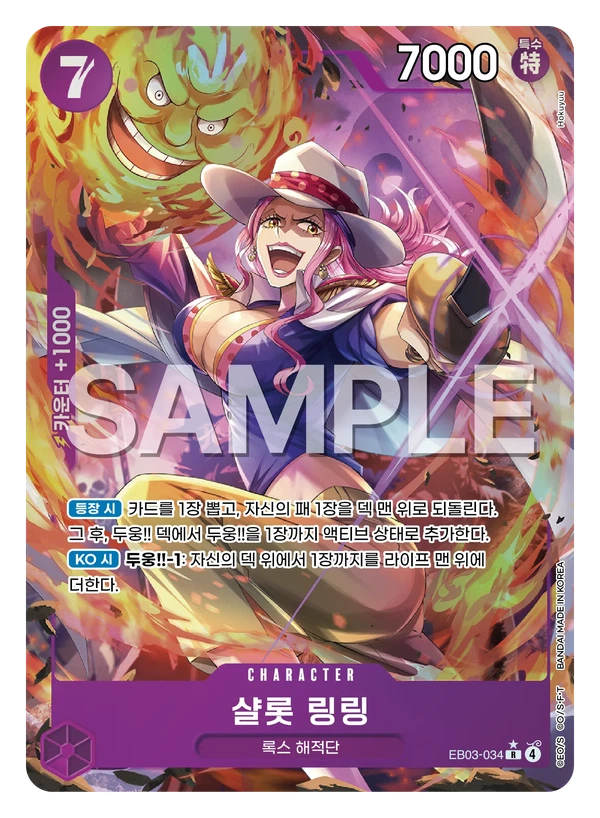 7
7000
특수
特
Hokuyuu
카운터 +1000
SAMPLE
등장 시 카드를 1장 뽑고, 자신의 패 1장을 덱 맨 위로 되돌린다.
그 후, 두웅!! 덱에서 두웅!!을 1장까지 액티브 상태로 추가한다.
KO 시 두웅!!-1: 자신의 덱 위에서 1장까지를 라이프 맨 위에
더한다.
CHARACTER
샬롯 링링
록스 해적단
EB03-034 R 4
©EO/S ©O/S·F·T BANDAI MADE IN KOREA